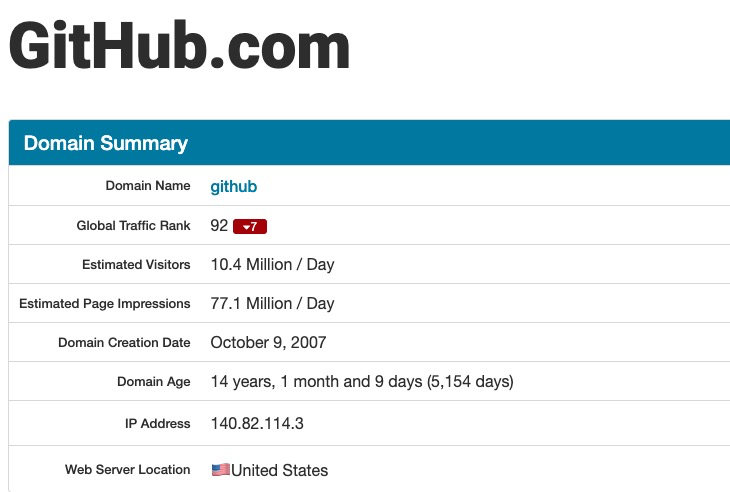 GitHub.com
Domain Summary
Domain Name github
Global Traffic Rank 92 7
Estimated Visitors 10.4 Million / Day
Estimated Page Impressions 77.1 Million / Day
Domain Creation Date October 9, 2007
Domain Age 14 years, 1 month and 9 days (5,154 days)
IP Address 140.82.114.3
Web Server Location United States